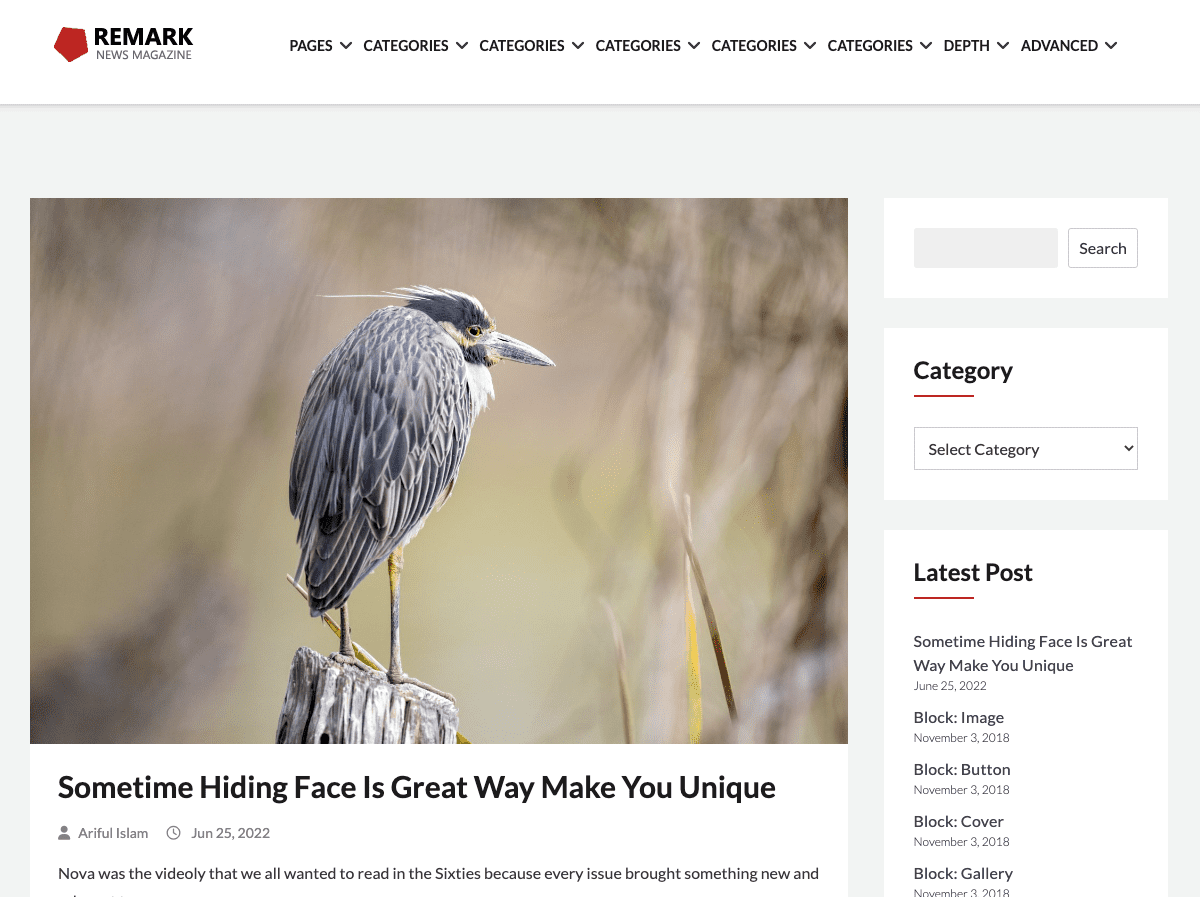 REMARK
NEWS MAGAZINE
PAGES CATEGORIES CATEGORIES CATEGORIES CATEGORIES CATEGORIES DEPTH ADVANCED
Search
Category
Select Category
Latest Post
Sometime Hiding Face Is Great
Way Make You Unique
June 25, 2022
Block: Image
November 3, 2018
Block: Button
November 3, 2018
Block: Cover
November 3, 2018
Block: Gallery
November 3, 2018
Sometime Hiding Face Is Great Way Make You Unique
Ariful Islam Jun 25, 2022
Nova was the videoly that we all wanted to read in the Sixties because every issue brought something new and